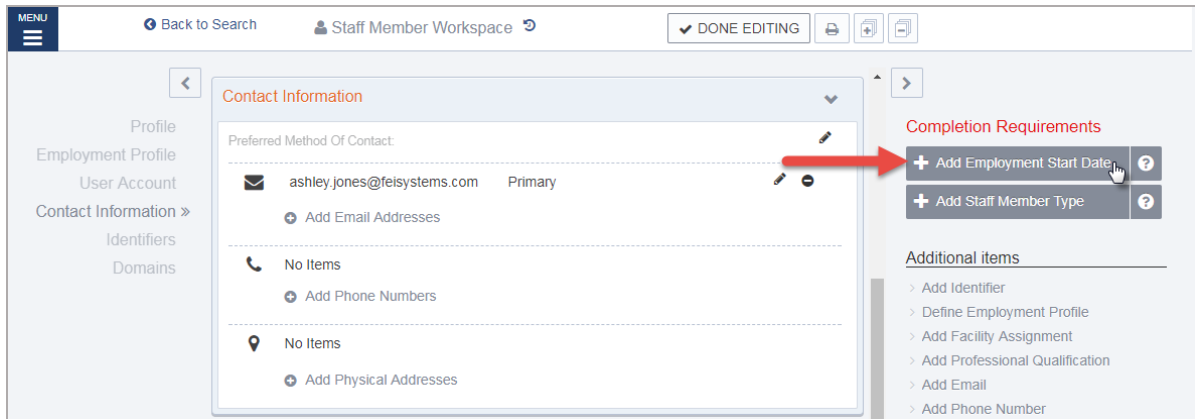 MENU
Back to Search
Staff Member Workspace
DONE EDITING
Profile
Employment Profile
User Account
Contact Information »
Identifiers
Domains
Contact Information
Preferred Method Of Contact:
ashley.jones@feisystems.com Primary
Add Email Addresses
No Items
Add Phone Numbers
No Items
Add Physical Addresses
Completion Requirements
Add Employment Start Date
Add Staff Member Type
Additional items
> Add Identifier
> Define Employment Profile
> Add Facility Assignment
> Add Professional Qualification
> Add Email
> Add Phone Number